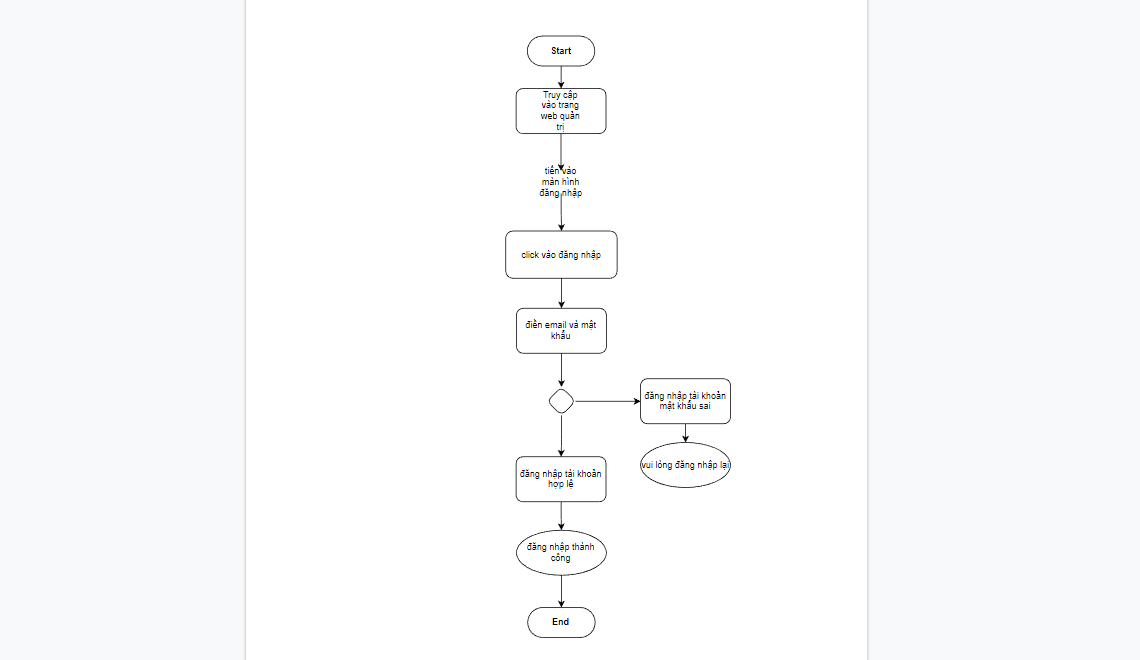 Start
Truy cập
vào trang
web quản
trị
tiến vào
màn hình
đăng nhập
click vào đăng nhập
điền email và mật
khẩu
đăng nhập tài khoản
mật khẩu sai
vui lòng đăng nhập lại
đăng nhập tài khoản
hợp lệ
đăng nhập thành
công
End